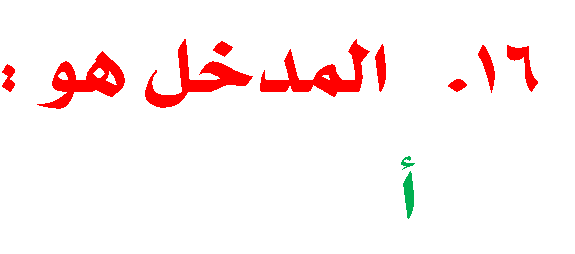 ١٦. المدخل هو :
أ